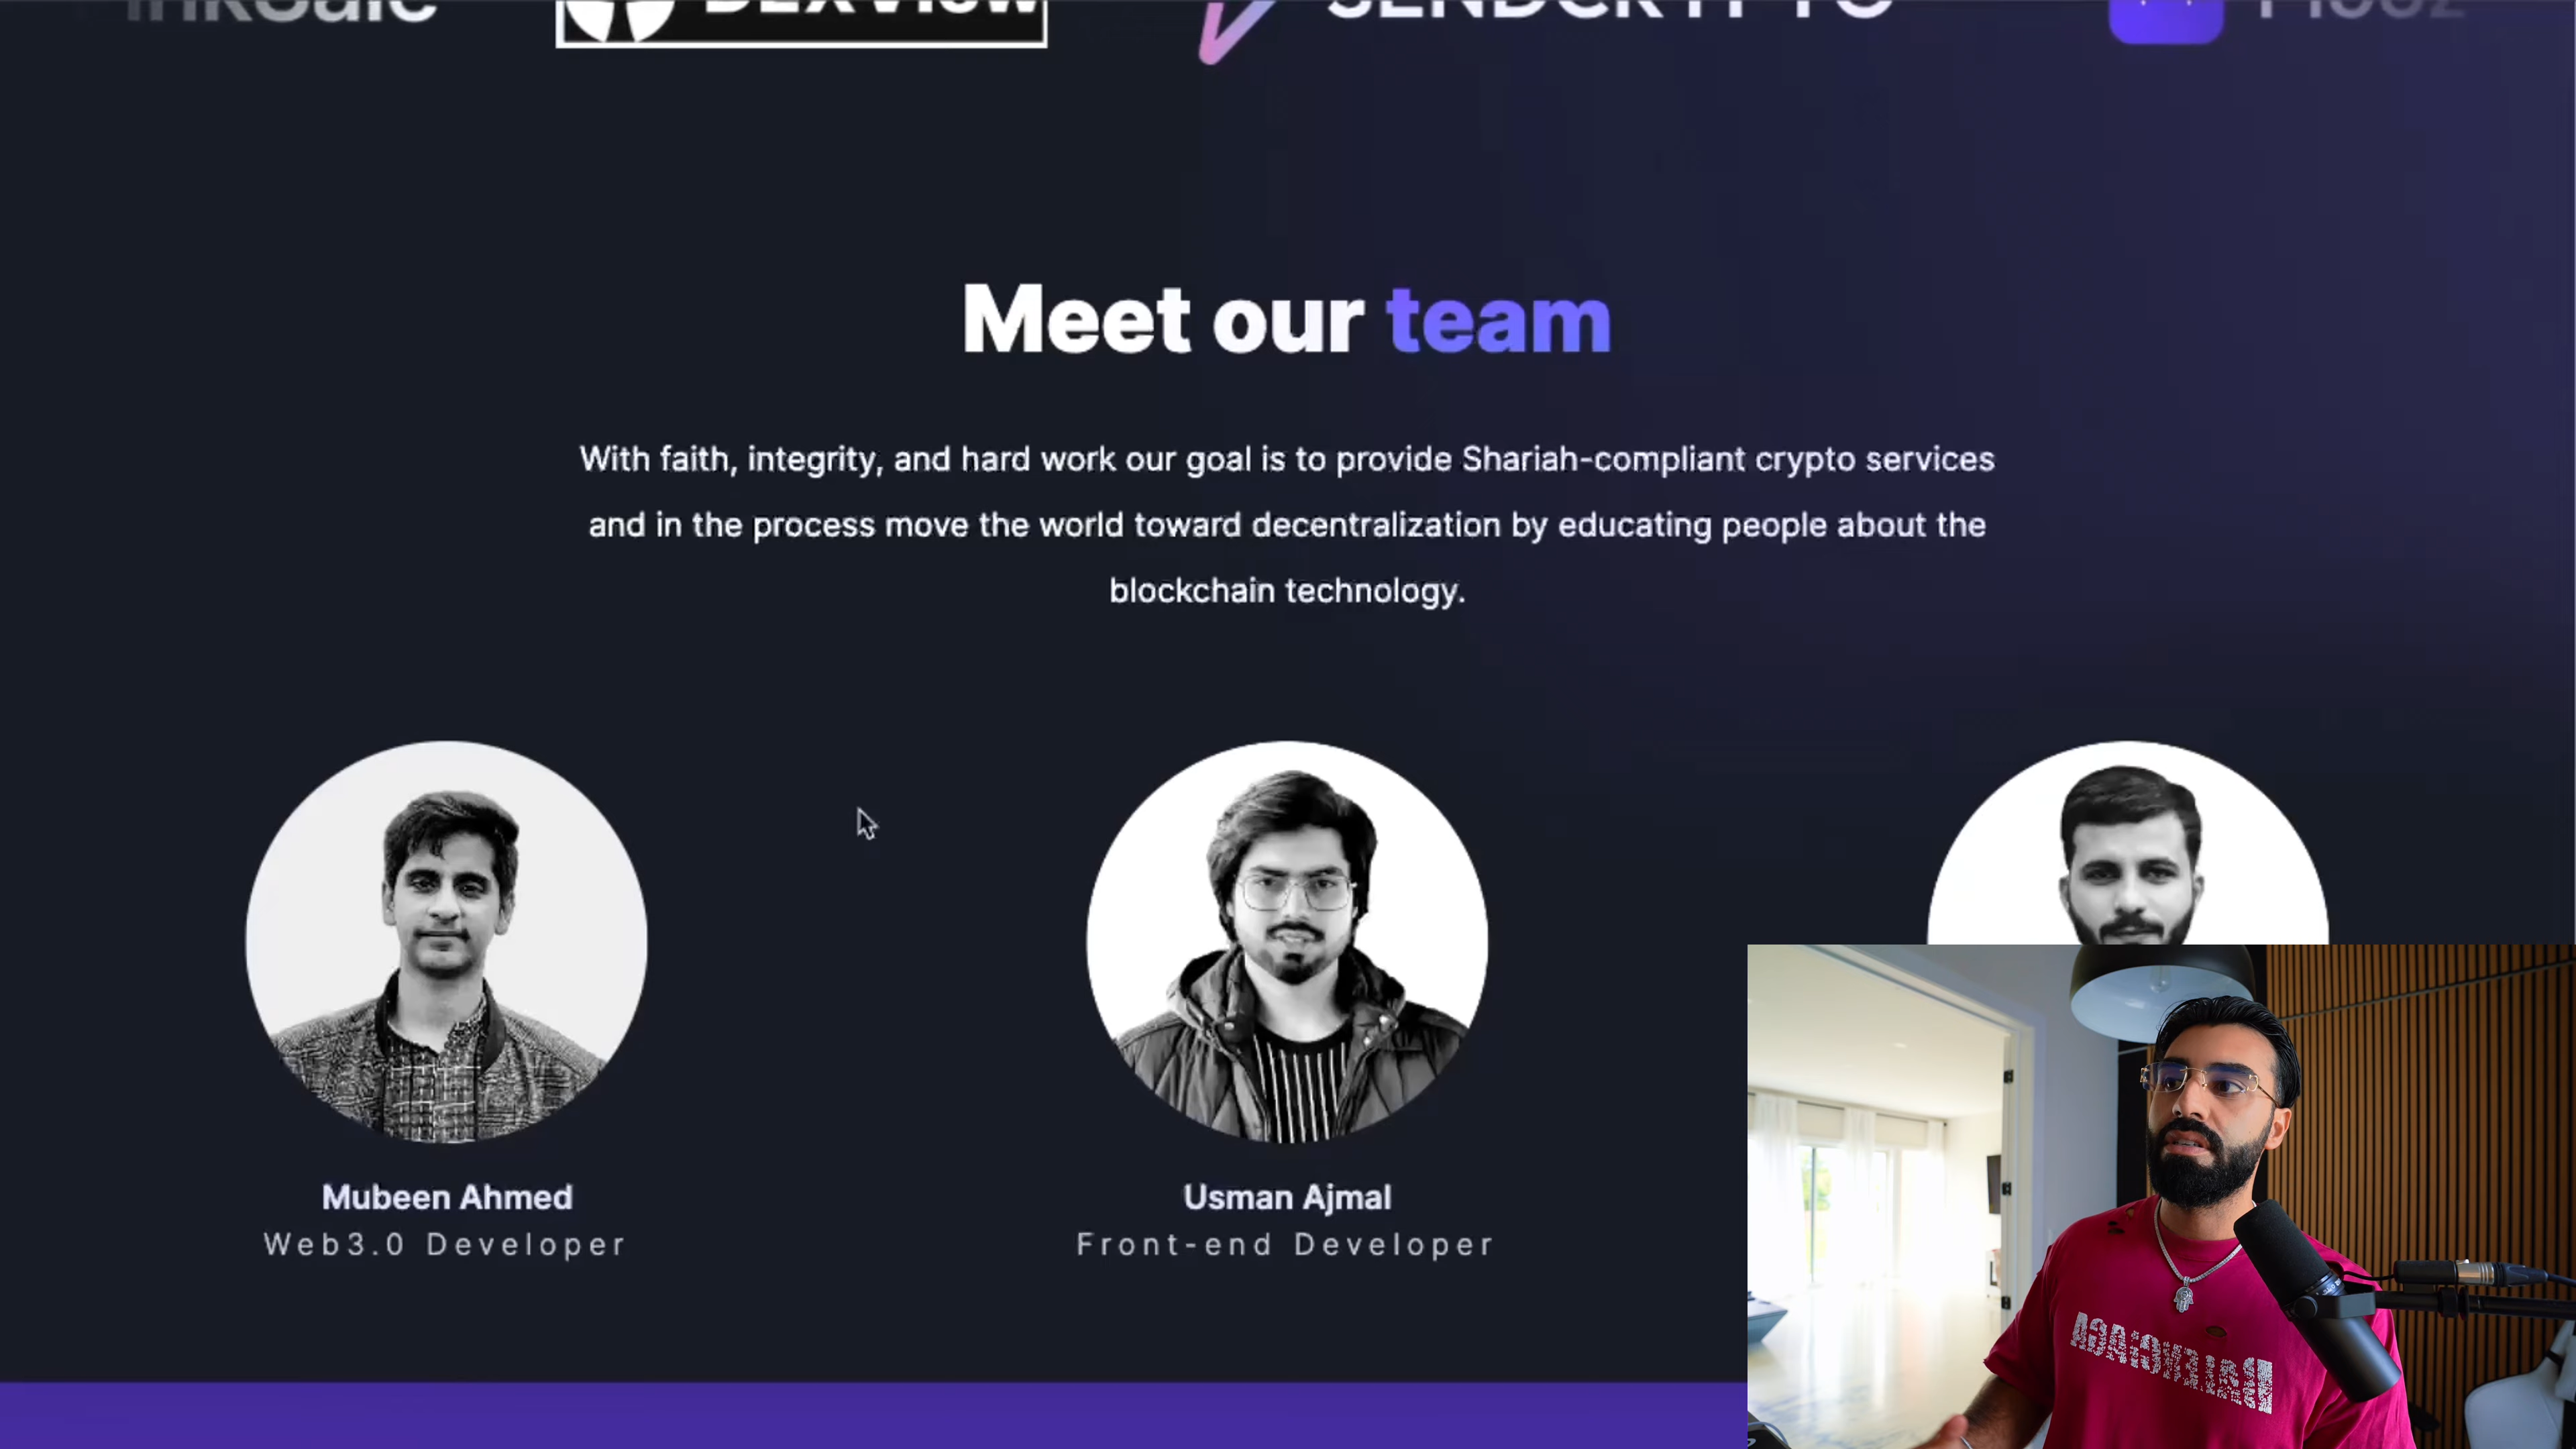 DEXView
SENDCRYPTO
Meet our team
With faith, integrity, and hard work our goal is to provide Shariah-compliant crypto services
and in the process move the world toward decentralization by educating people about the
blockchain technology.
Mubeen Ahmed
Web3.0 Developer
Usman Ajmal
Front-end Developer